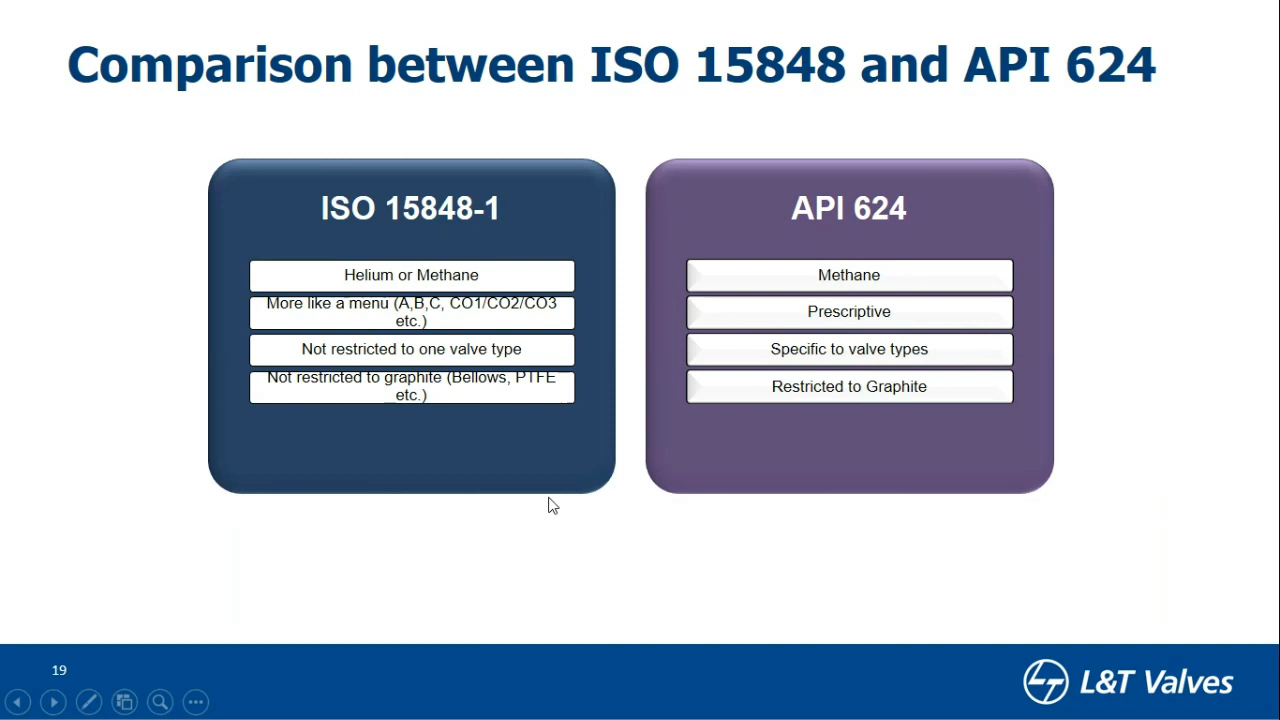 Comparison between ISO 15848 and API 624
ISO 15848-1
Helium or Methane
More like a menu (A,B,C, CO1/CO2/CO3
etc.)
Not restricted to one valve type
Not restricted to graphite (Bellows, PTFE
etc.)
API 624
Methane
Prescriptive
Specific to valve types
Restricted to Graphite
19
L&T Valves